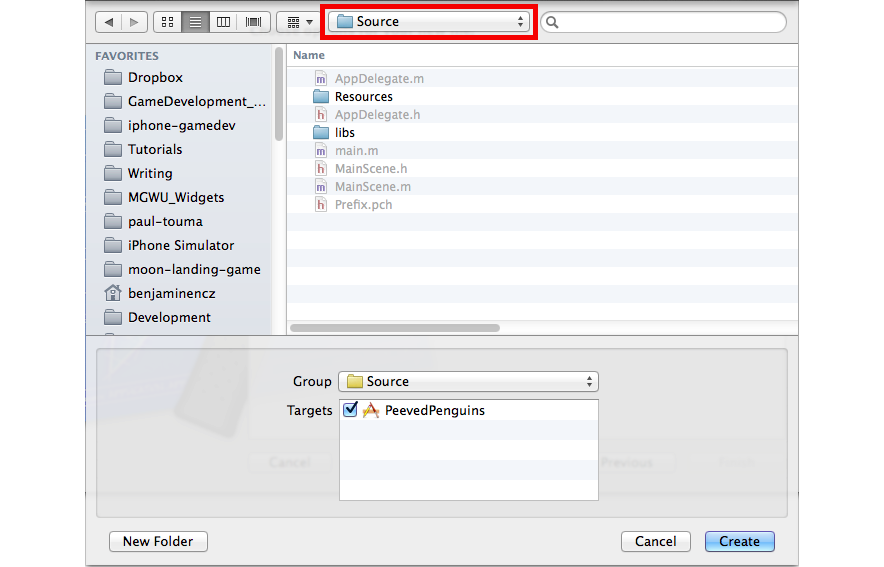 Source
Name
FAVORITES
Dropbox
GameDevelopment_...
iphone-gamedev
Tutorials
Writing
MGWU_Widgets
paul-touma
iPhone Simulator
moon-landing-game
benjaminencz
Development
m AppDelegate.m
Resources
h AppDelegate.h
libs
m main.m
h MainScene.h
m MainScene.m
h Prefix.pch
Group Source
Targets PeevedPenguins
Cancel Previous
New Folder Cancel Create